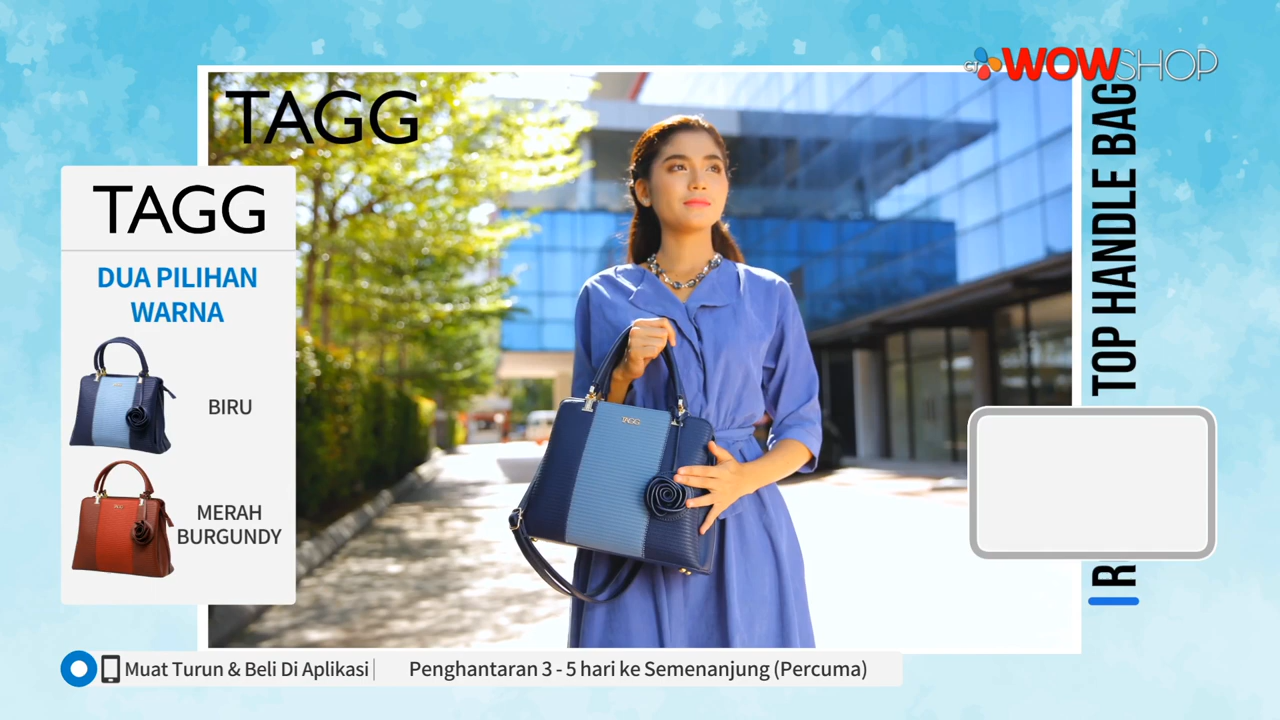 CJ WOWSHOP
TAGG
TAGG
DUA PILIHAN
WARNA
BIRU
MERAH
BURGUNDY
TAGG
TOP HANDLE BAG
Muat Turun & Beli Di Aplikasi
Penghantaran 3 - 5 hari ke Semenanjung (Percuma)